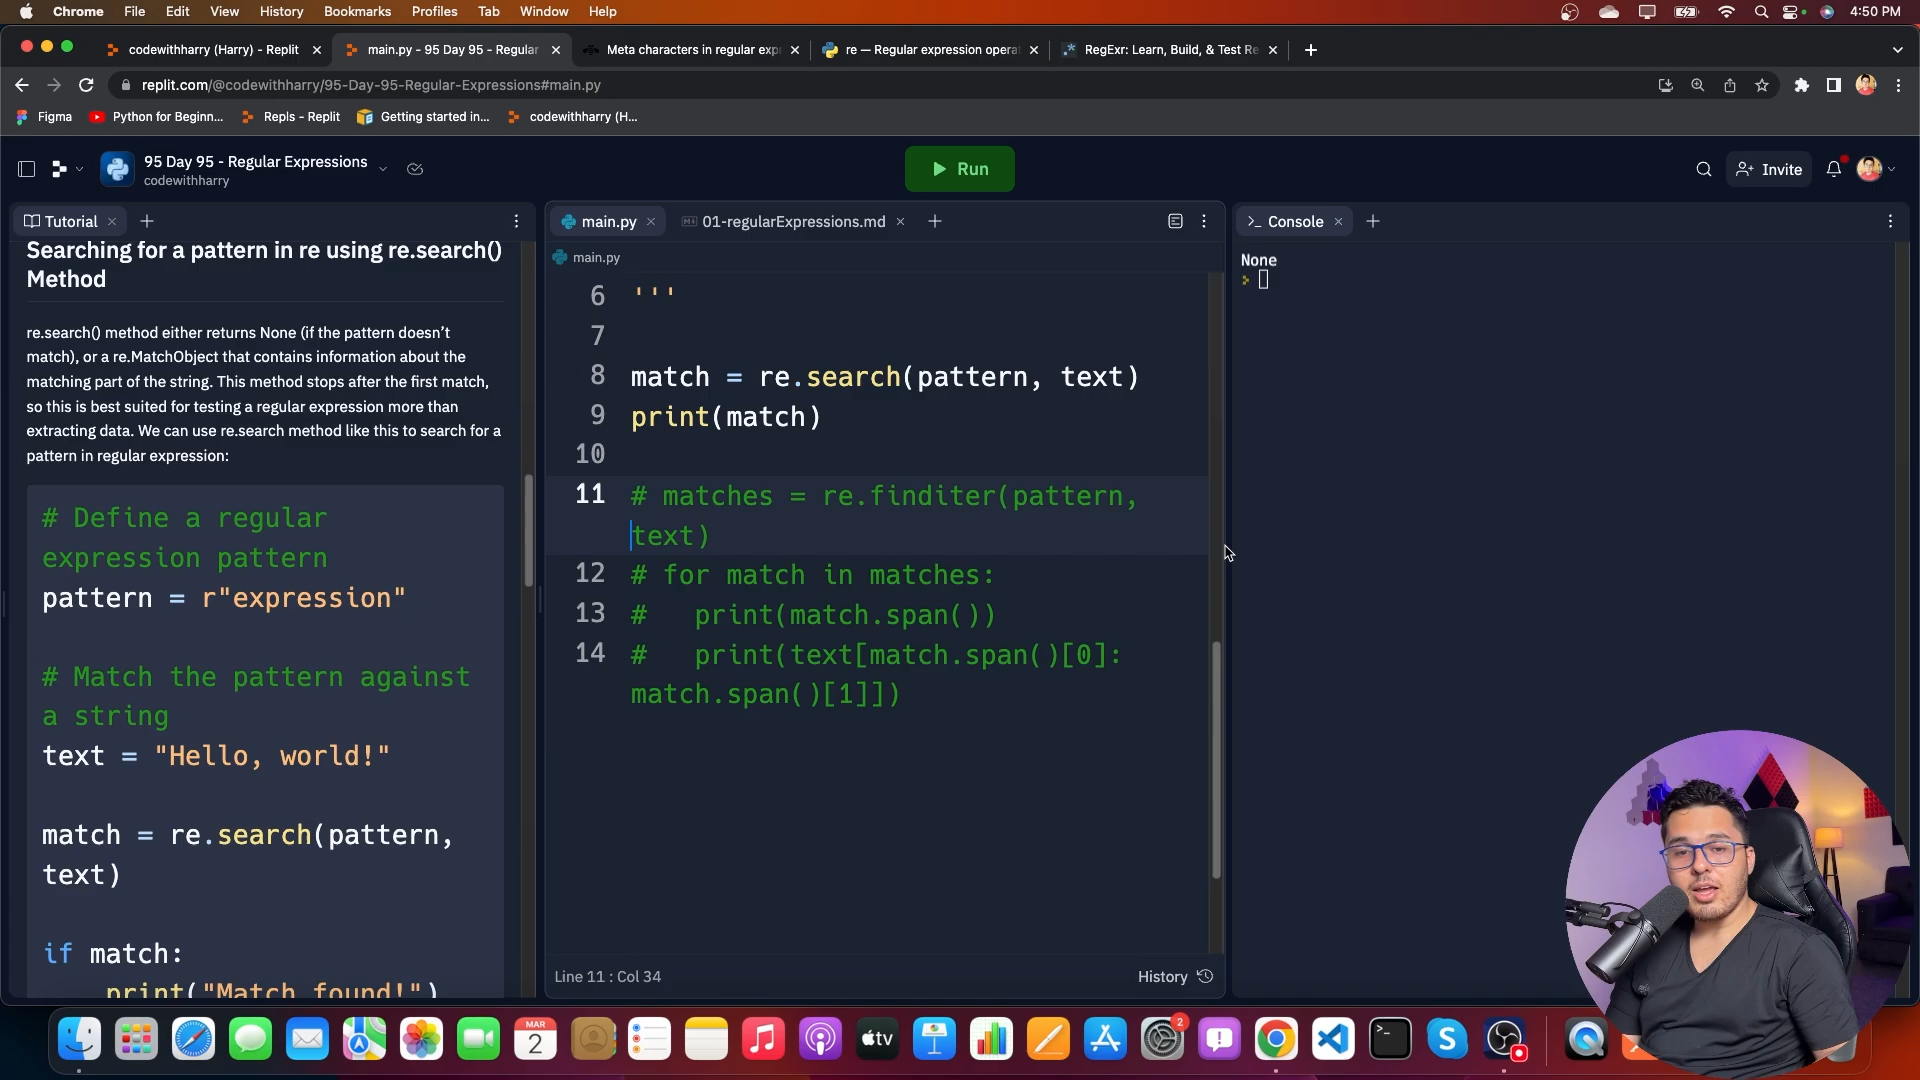 Chrome File Edit View History Bookmarks Profiles Tab Window Help 4:50 PM
codewithharry (Harry) - Replit
main.py - 95 Day 95 - Regular
Meta characters in regular exp
re — Regular expression operat
RegExr: Learn, Build, & Test Re
replit.com/@codewithharry/95-Day-95-Regular-Expressions#main.py
Figma Python for Beginn... Repls - Replit Getting started in... codewithharry (H...
95 Day 95 - Regular Expressions
codewithharry
Run
Invite
Tutorial
Searching for a pattern in re using re.search()
Method
re.search() method either returns None (if the pattern doesn't
match), or a re.MatchObject that contains information about the
matching part of the string. This method stops after the first match,
so this is best suited for testing a regular expression more than
extracting data. We can use re.search method like this to search for a
pattern in regular expression:
# Define a regular
expression pattern
pattern = r"expression"
# Match the pattern against
a string
text = "Hello, world!"
match = re.search(pattern,
text)
if match:
print("Match found!")
main.py
01-regularExpressions.md
main.py
6 '''
7
8 match = re.search(pattern, text)
9 print(match)
10
11 # matches = re.finditer(pattern,
text)
12 # for match in matches:
13 #   print(match.span())
14 #   print(text[match.span()[0]:
match.span()[1]])
Line 11 : Col 34
History
Console
None
MAR
2
tv
2